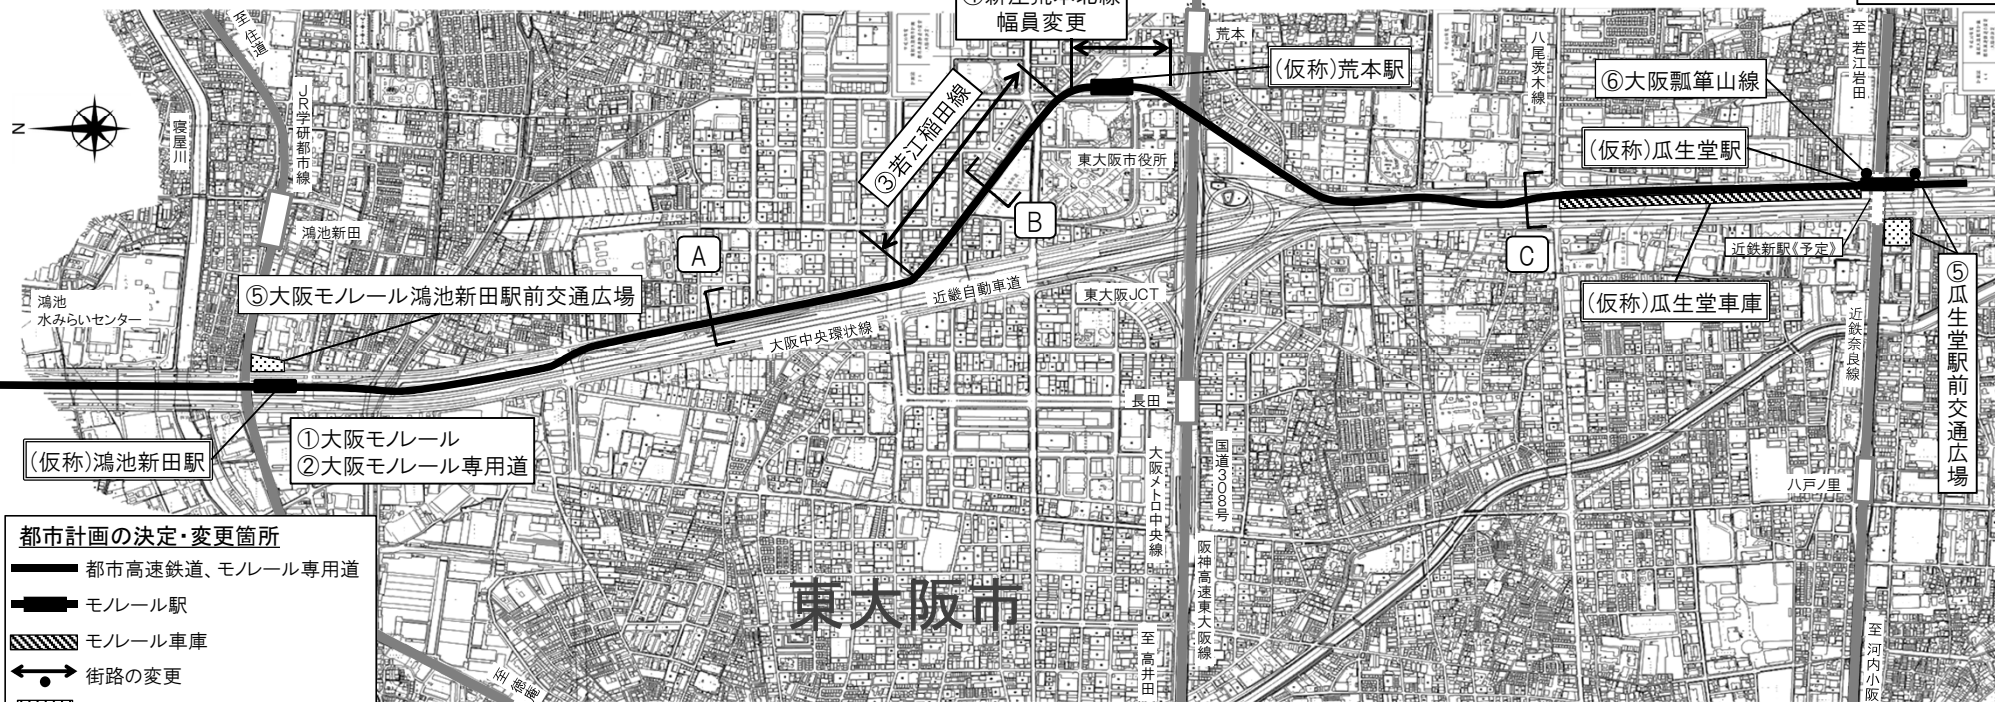 幅員変更
至 住道
荒本
(仮称)荒本駅
八尾茨木線
至 若江岩田
⑥大阪瓢箪山線
N
寝屋川
JR学研都市線
③若江稲田線
東大阪市役所
(仮称)瓜生堂駅
鴻池新田
A
B
C
近鉄新駅《予定》
⑤大阪モノレール鴻池新田駅前交通広場
近畿自動車道
東大阪JCT
(仮称)瓜生堂車庫
⑤瓜生堂駅前交通広場
鴻池
水みらいセンター
大阪中央環状線
近鉄奈良線
長田
(仮称)鴻池新田駅
①大阪モノレール
②大阪モノレール専用道
大阪メトロ中央線
国道308号
八戸ノ里
阪神高速東大阪線
東大阪市
至 高井田
至 河内小阪
至 徳庵
都市計画の決定・変更箇所
都市高速鉄道、モノレール専用道
モノレール駅
モノレール車庫
街路の変更